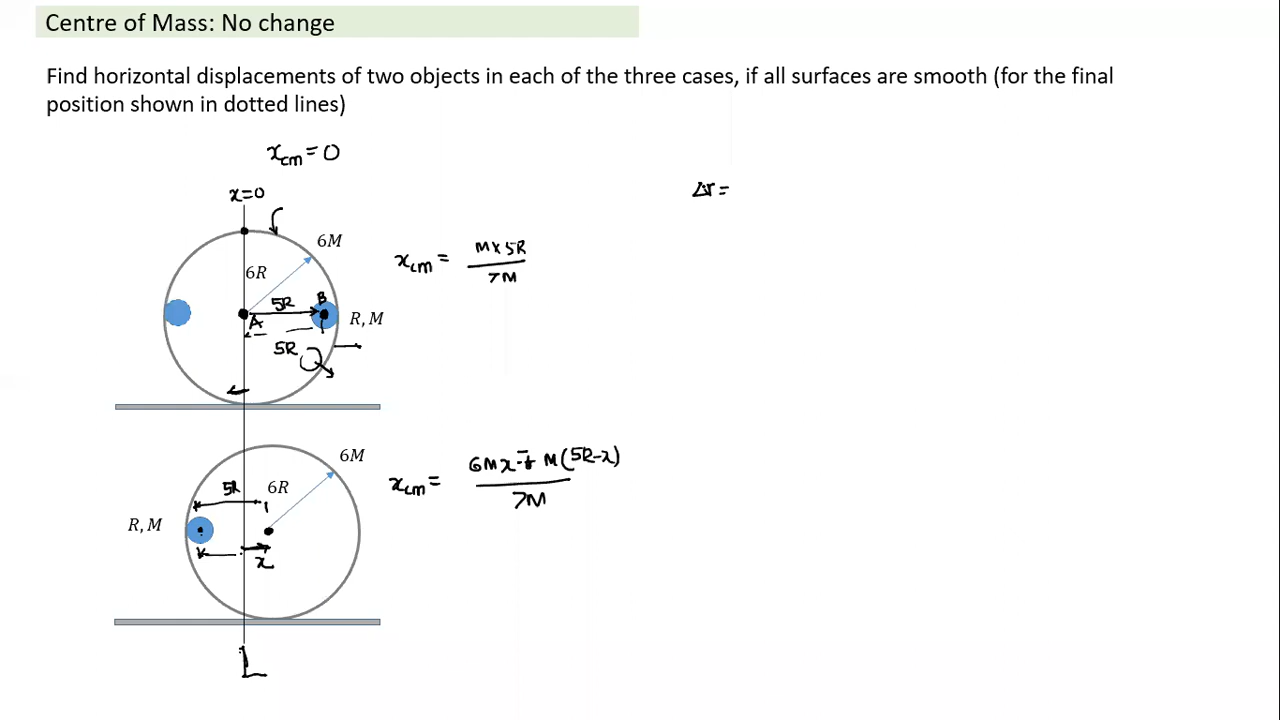 Centre of Mass: No change
Find horizontal displacements of two objects in each of the three cases, if all surfaces are smooth (for the final
position shown in dotted lines)
x_cm = 0
x=0
Δr =
6M
x_cm = M×5R / 7M
6R
5R
B
A
R, M
5R
6M
x_cm = 6Mx - + M(5R-x) / 7M
5R
6R
R, M
x